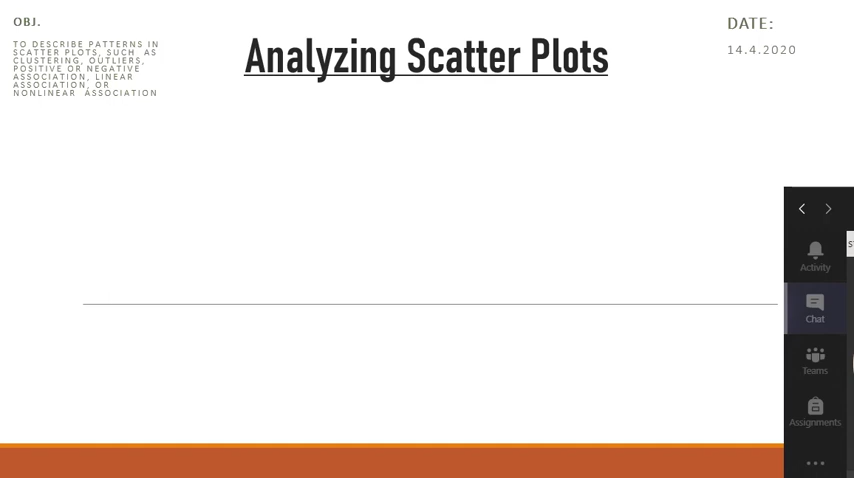 OBJ.
TO DESCRIBE PATTERNS IN
SCATTER PLOTS, SUCH AS
CLUSTERING, OUTLIERS,
POSITIVE OR NEGATIVE
ASSOCIATION, LINEAR
ASSOCIATION, OR
NONLINEAR ASSOCIATION
Analyzing Scatter Plots
DATE:
14.4.2020
Activity
Chat
Teams
Assignments